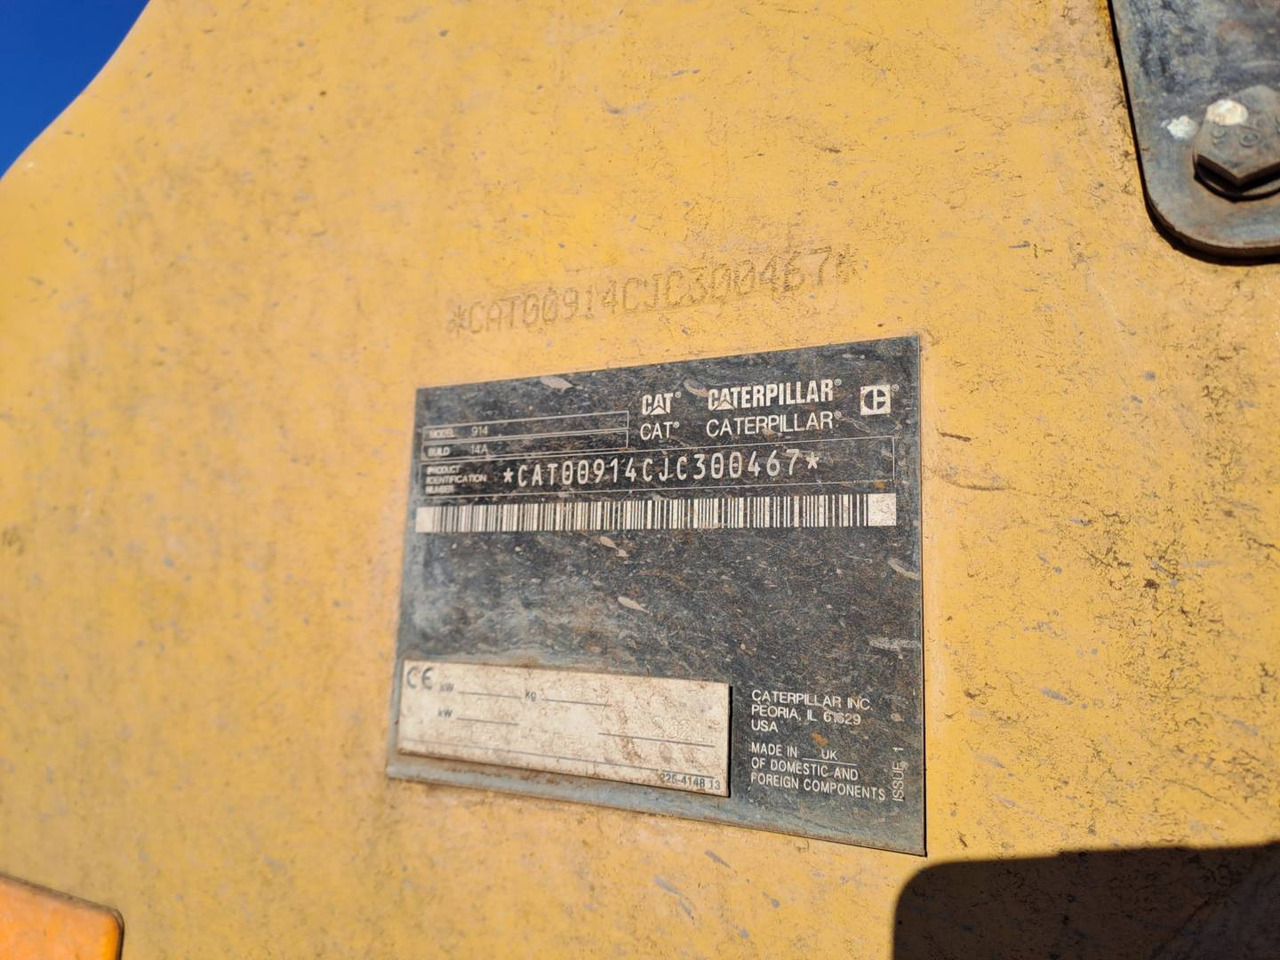 *CAT00914CJC300467*
CAT® CATERPILLAR®
CAT® CATERPILLAR®
MODEL 914
BUILD 14A
PRODUCT
IDENTIFICATION
NUMBER
*CAT00914CJC300467*
CE kW Kg
kW
325-4148 13
CATERPILLAR INC.
PEORIA, IL 61629
USA
MADE IN UK
OF DOMESTIC AND
FOREIGN COMPONENTS
ISSUE 1